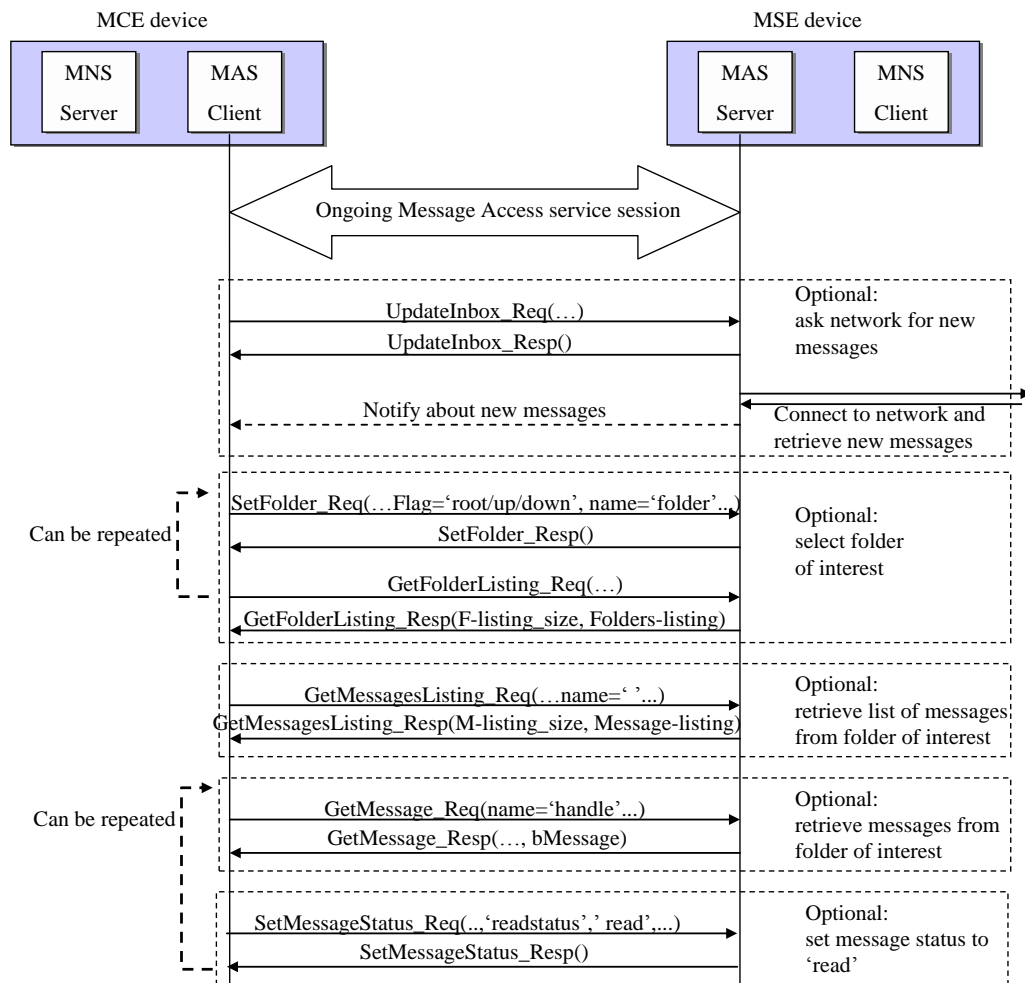 MCE device
MSE device
MNS
Server
MAS
Client
MAS
Server
MNS
Client
Ongoing Message Access service session
UpdateInbox_Req(…)
UpdateInbox_Resp()
Optional:
ask network for new
messages
Notify about new messages
Connect to network and
retrieve new messages
Can be repeated
SetFolder_Req(…Flag=‘root/up/down’, name=‘folder’...)
SetFolder_Resp()
GetFolderListing_Req(…)
GetFolderListing_Resp(F-listing_size, Folders-listing)
Optional:
select folder
of interest
GetMessagesListing_Req(…name=‘ ’...)
GetMessagesListing_Resp(M-listing_size, Message-listing)
Optional:
retrieve list of messages
from folder of interest
Can be repeated
GetMessage_Req(name=‘handle’...)
GetMessage_Resp(…, bMessage)
Optional:
retrieve messages from
folder of interest
SetMessageStatus_Req(..,‘readstatus’,’ read’,...)
SetMessageStatus_Resp()
Optional:
set message status to
‘read’